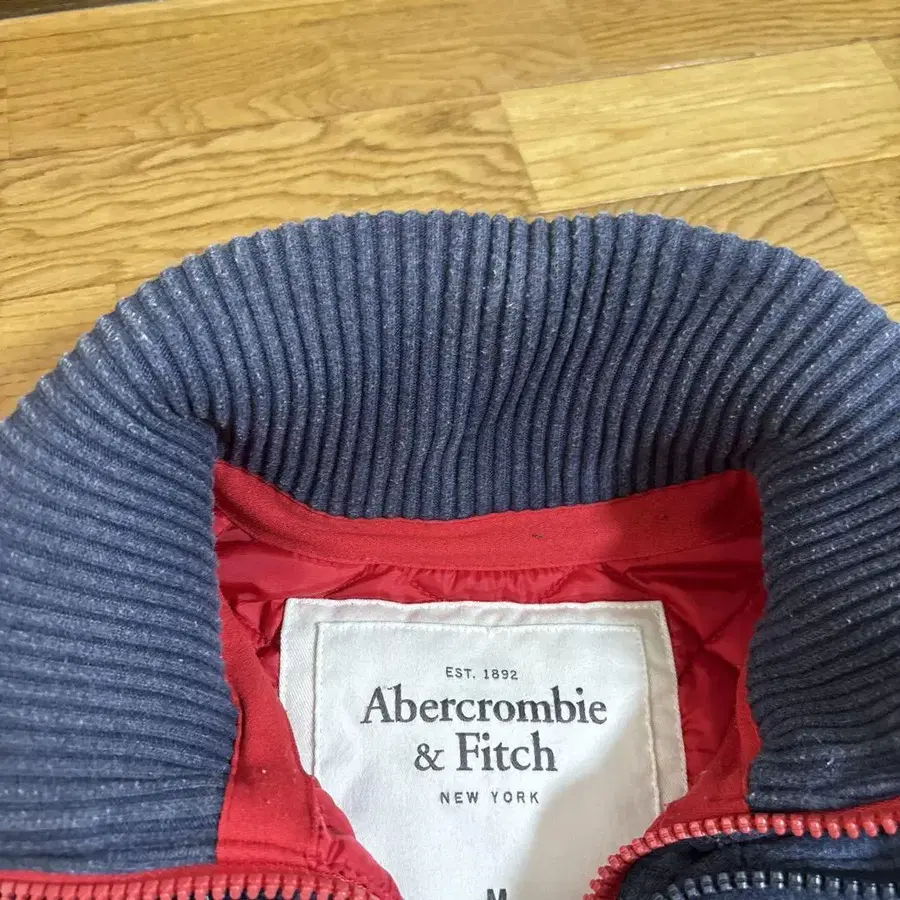 EST. 1892
Abercrombie
& Fitch
NEW YORK
M